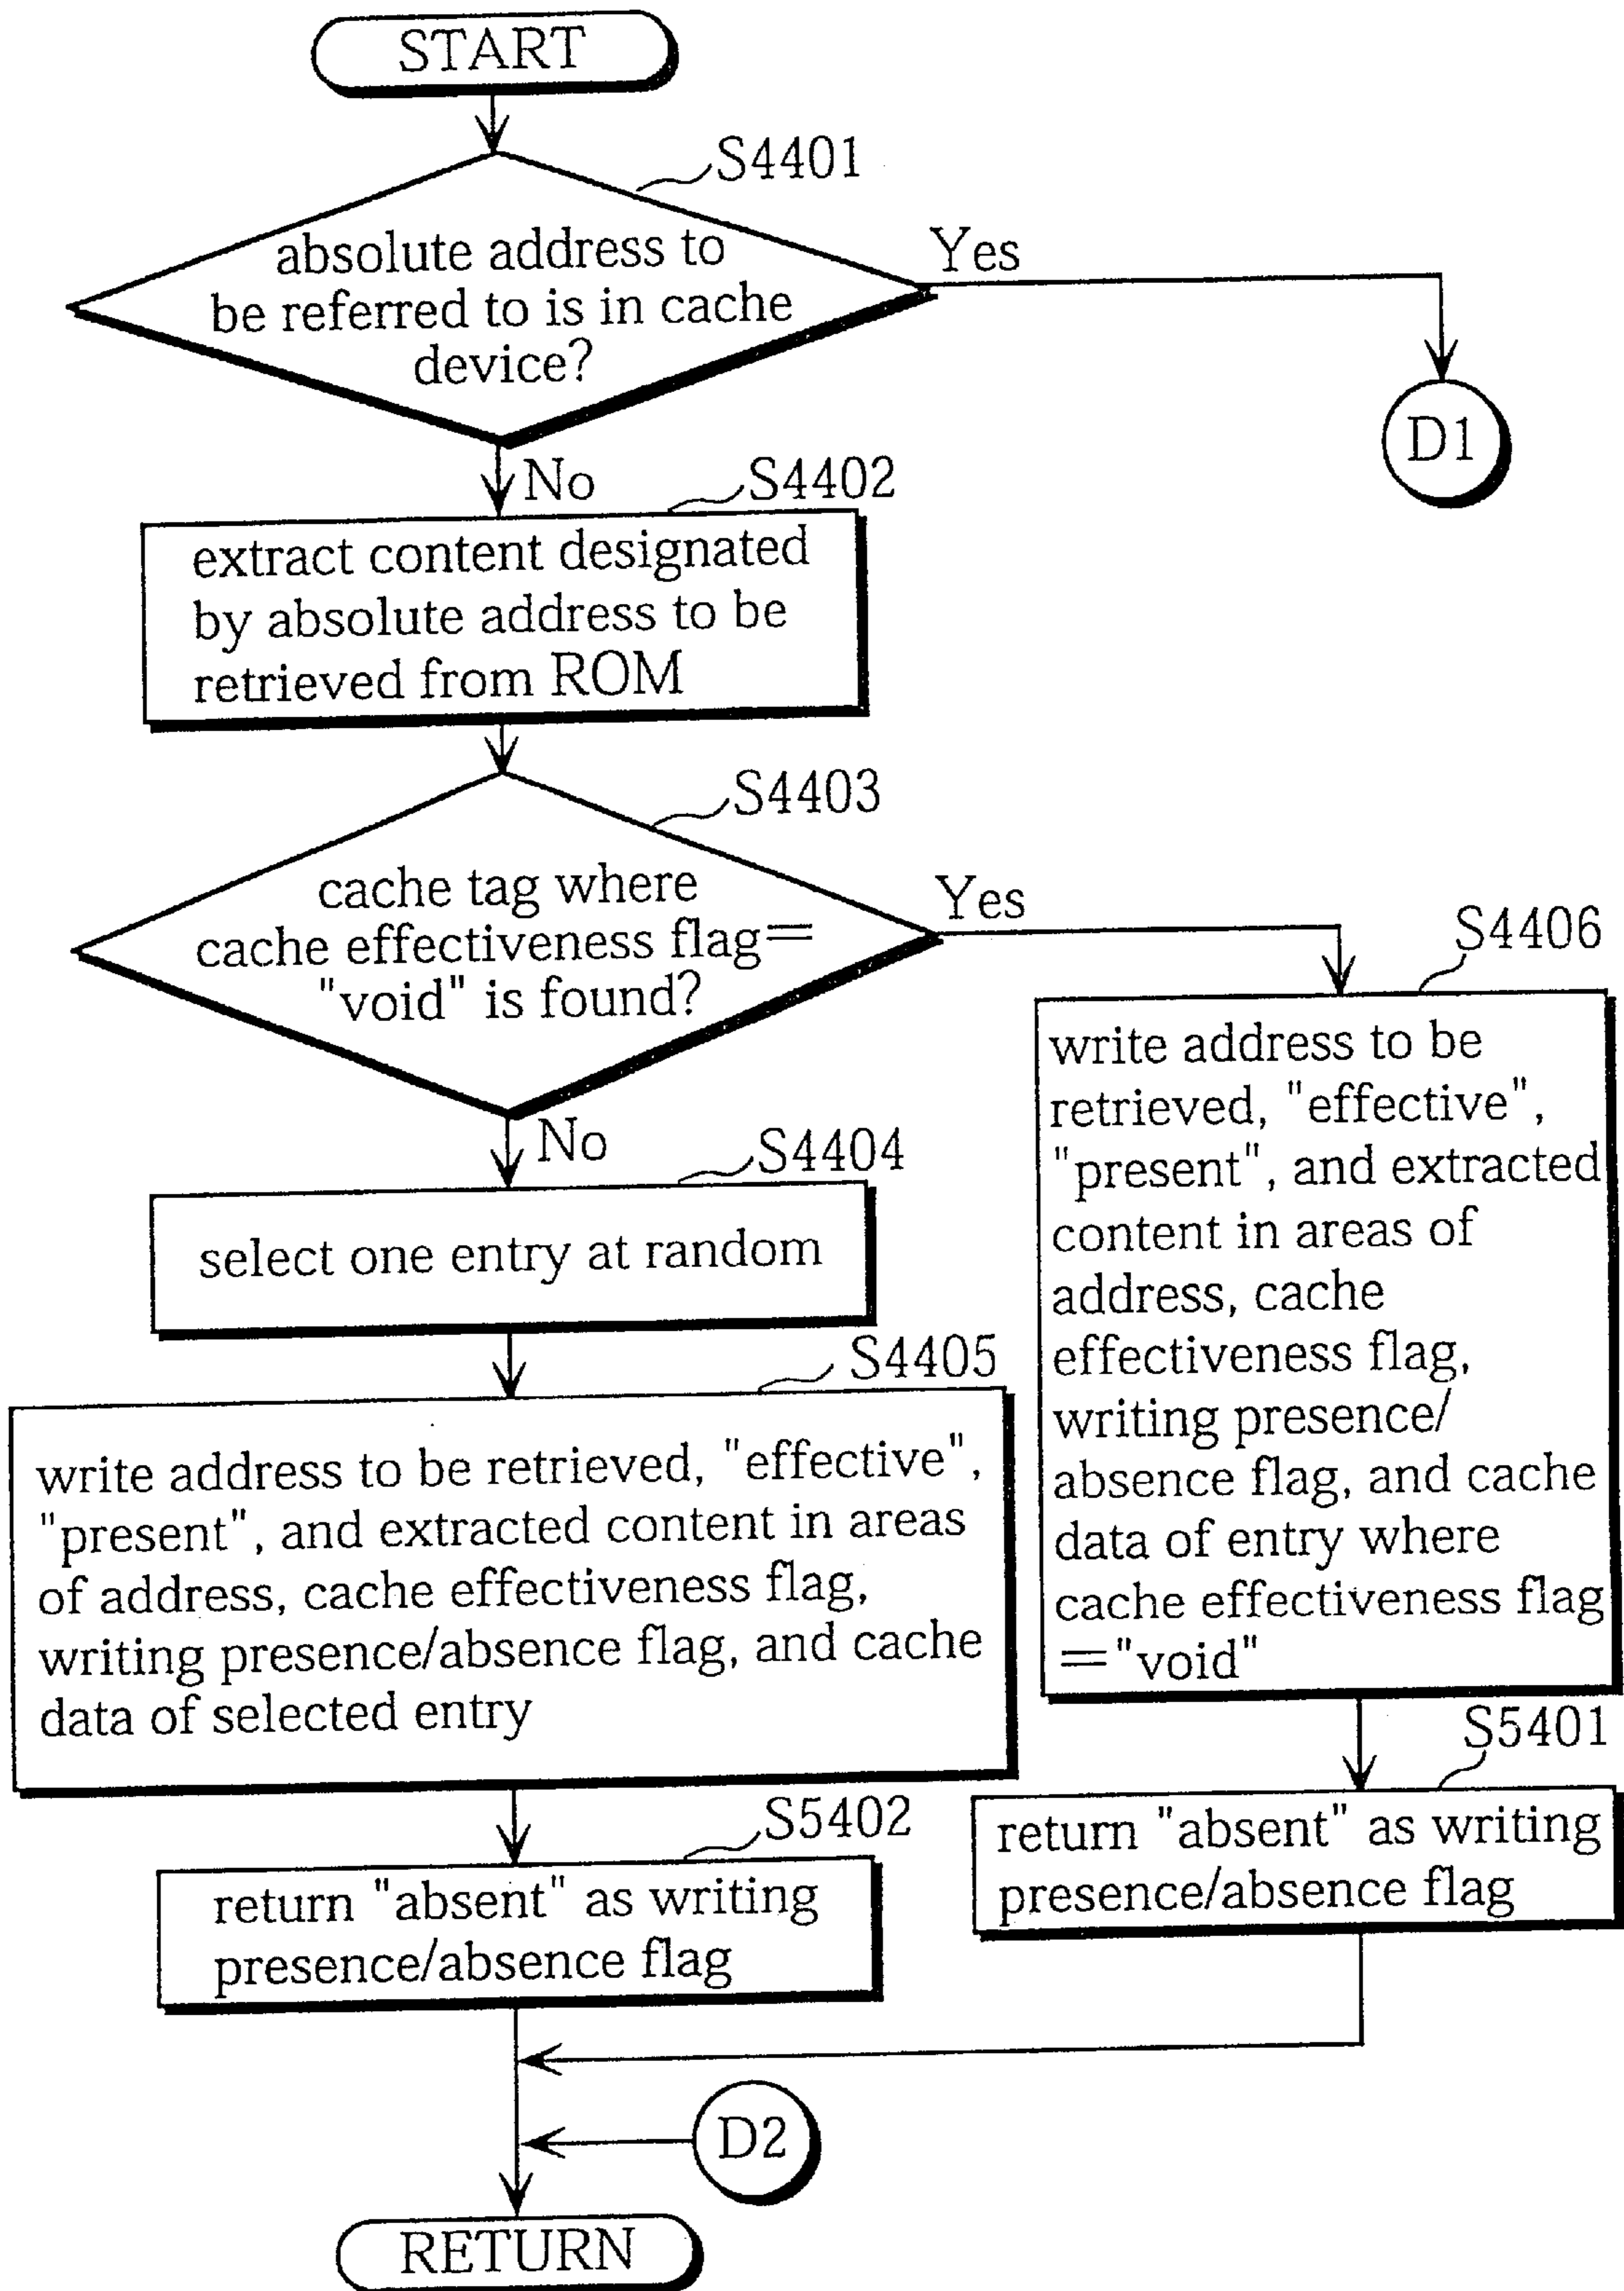 START
S4401
absolute address to
be referred to is in cache
device?
Yes
D1
No
S4402
extract content designated
by absolute address to be
retrieved from ROM
S4403
cache tag where
cache effectiveness flag=
"void" is found?
Yes
No
S4404
select one entry at random
S4405
write address to be retrieved, "effective",
"present", and extracted content in areas
of address, cache effectiveness flag,
writing presence/absence flag, and cache
data of selected entry
S5402
return "absent" as writing
presence/absence flag
S4406
write address to be
retrieved, "effective",
"present", and extracted
content in areas of
address, cache
effectiveness flag,
writing presence/
absence flag, and cache
data of entry where
cache effectiveness flag
="void"
S5401
return "absent" as writing
presence/absence flag
D2
RETURN